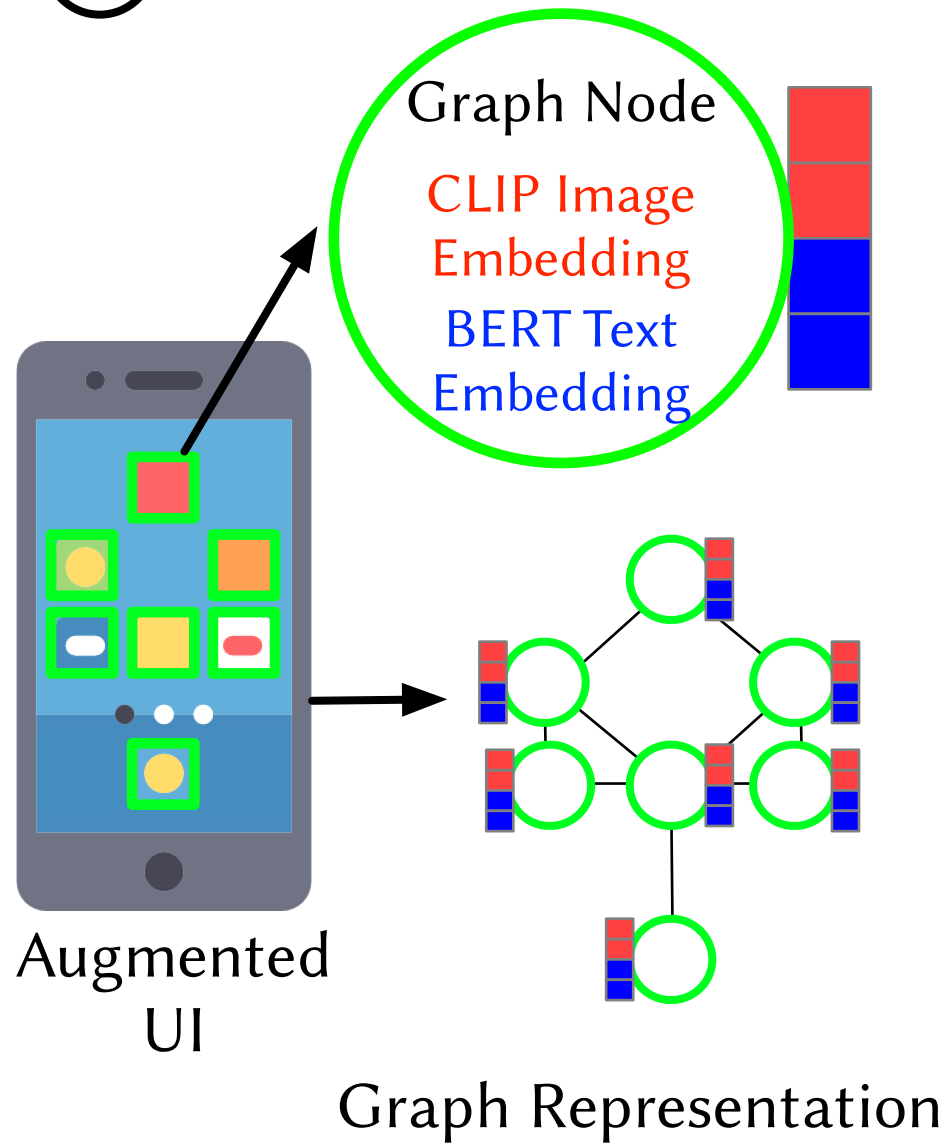 Graph Node
CLIP Image
Embedding
BERT Text
Embedding
Augmented
UI
Graph Representation